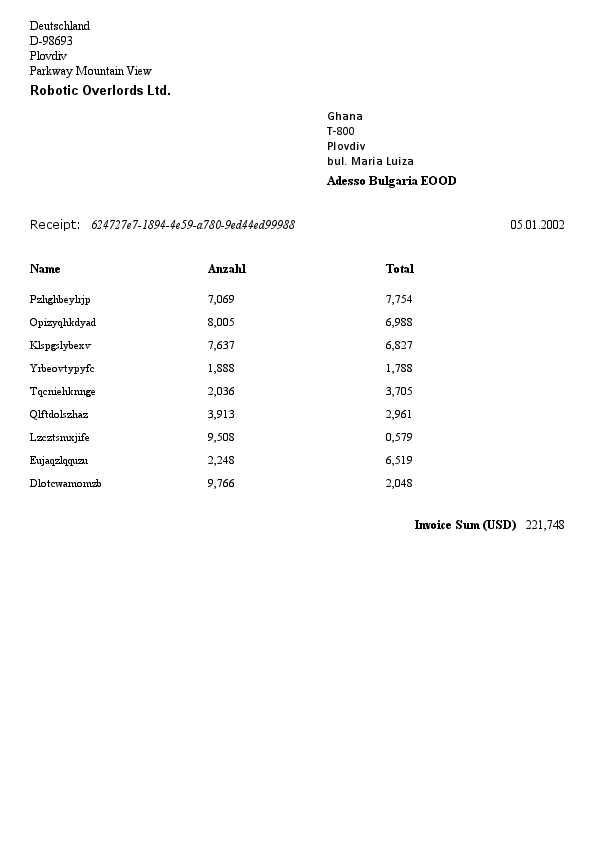 Deutschland
D-98693
Plovdiv
Parkway Mountain View
Robotic Overlords Ltd.
Ghana
T-800
Plovdiv
bul. Maria Luiza
Adesso Bulgaria EOOD
Receipt: 624727e7-1894-4e59-a780-9ed44ed99988 05.01.2002
Name Anzahl Total
Pzhghbeylrjp 7,069 7,754
Opizyqhkdyad 8,005 6,988
Klspgslybexv 7,637 6,827
Yrbeovtypyfc 1,888 1,788
Tqcniehknnge 2,036 3,705
Qlftdolszhaz 3,913 2,961
Lzcztsmxjife 9,508 0,579
Eujaqzlqquzu 2,248 6,519
Dlotcwamomzb 9,766 2,048
Invoice Sum (USD) 221,748